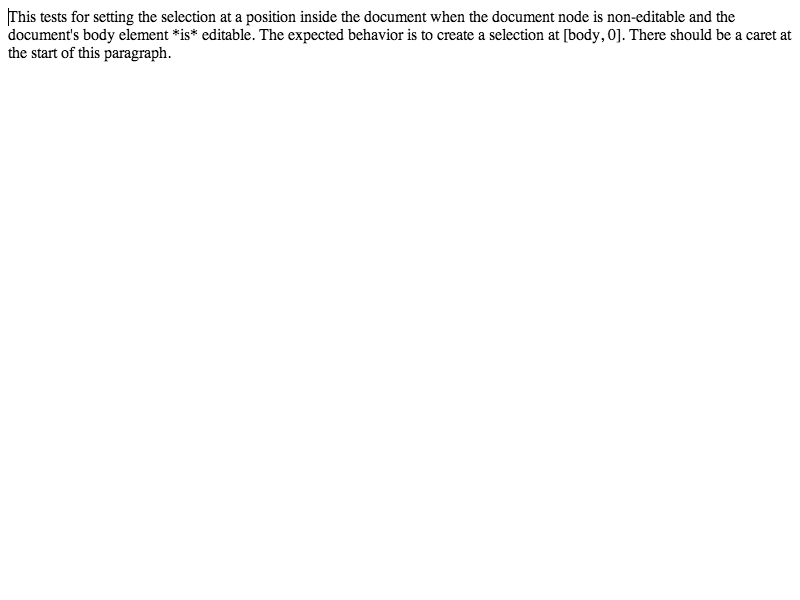 This tests for setting the selection at a position inside the document when the document node is non-editable and the
document's body element *is* editable. The expected behavior is to create a selection at [body, 0]. There should be a caret at
the start of this paragraph.